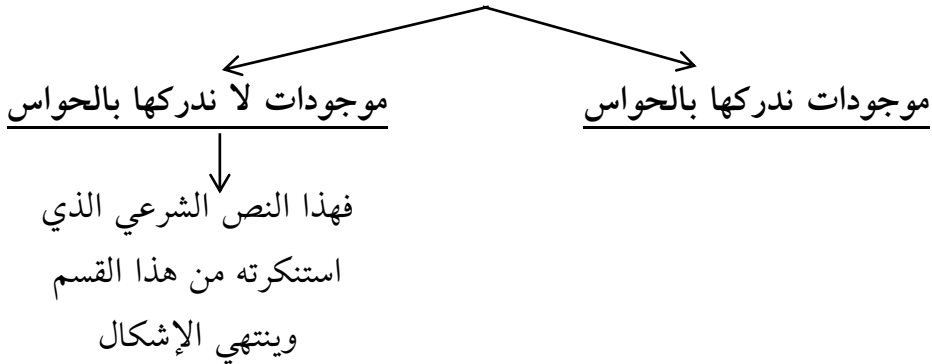 موجودات ندركها بالحواس
موجودات لا ندركها بالحواس
فهذا النص الشرعي الذي
استنكرته من هذا القسم
وينتهي الإشكال